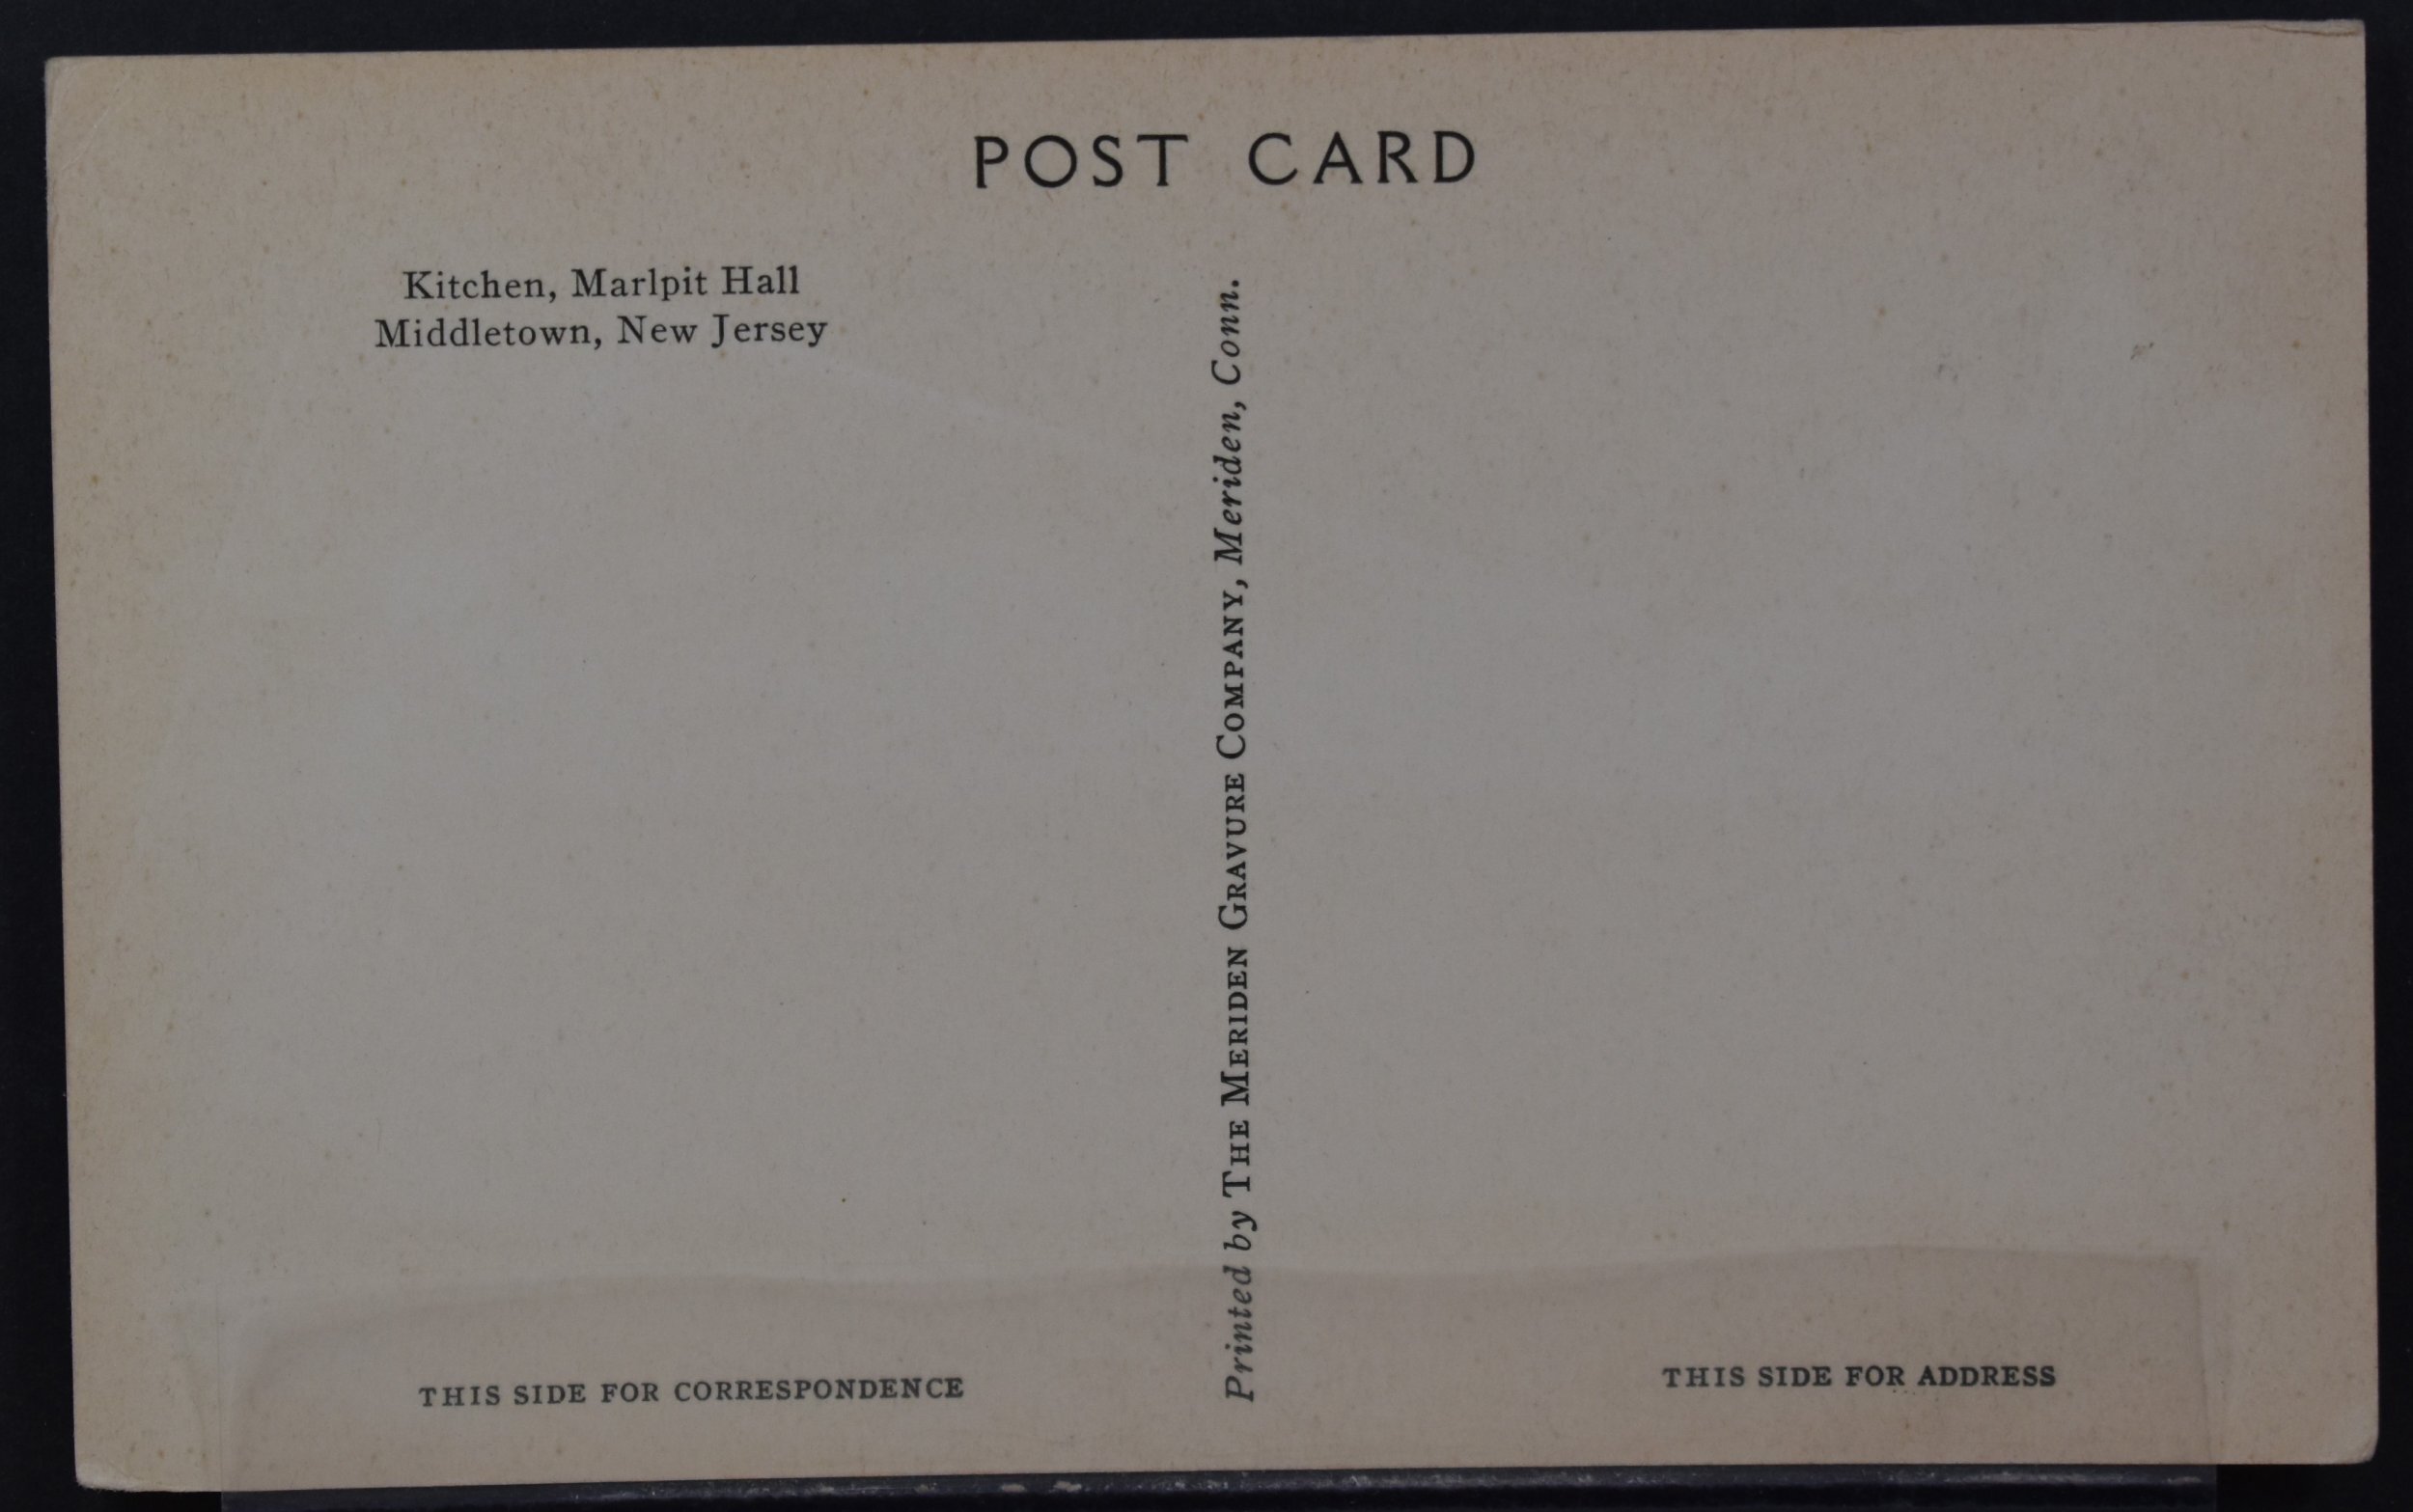 POST CARD
Kitchen, Marlpit Hall
Middletown, New Jersey
Printed by THE MERIDEN GRAVURE COMPANY, Meriden, Conn.
THIS SIDE FOR CORRESPONDENCE
THIS SIDE FOR ADDRESS